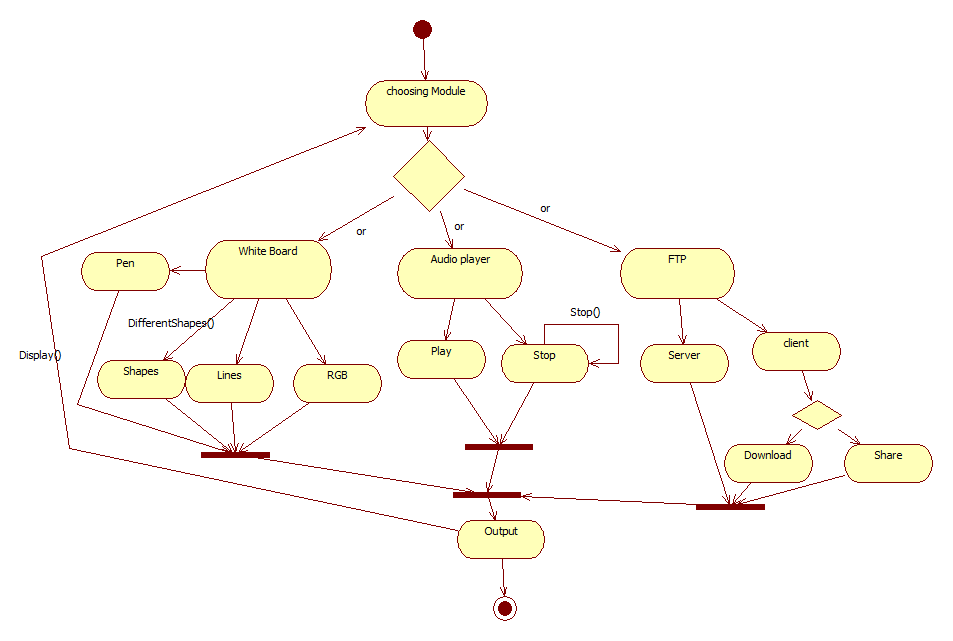 choosing Module
or
or
or
White Board
Audio player
FTP
Pen
Stop()
DifferentShapes()
Display()
Play
Stop
Server
client
Shapes
Lines
RGB
Download
Share
Output